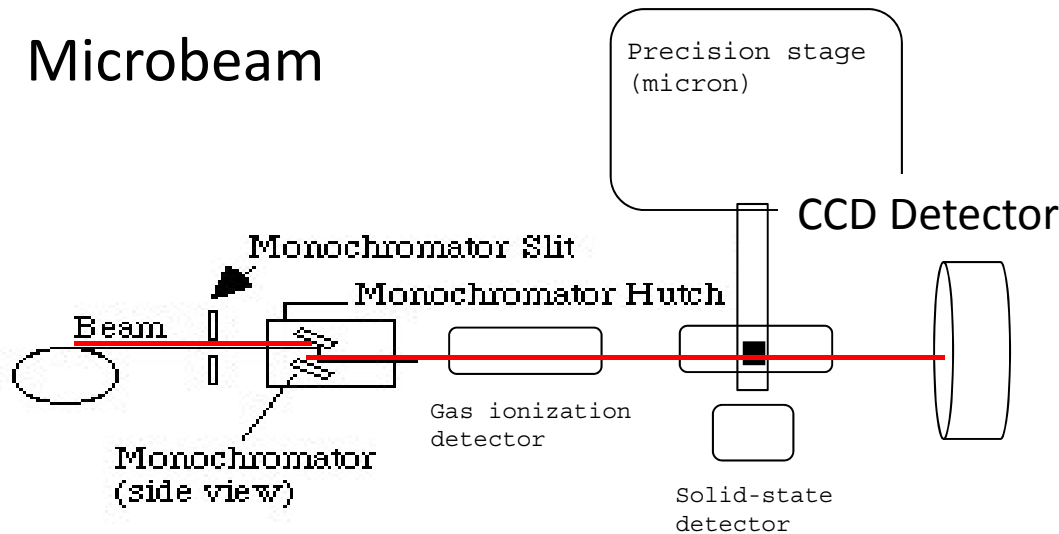 Microbeam
Precision stage
(micron)
CCD Detector
Monochromator Slit
Monochromator Hutch
Beam
Gas ionization
detector
Monochromator
(side view)
Solid-state
detector